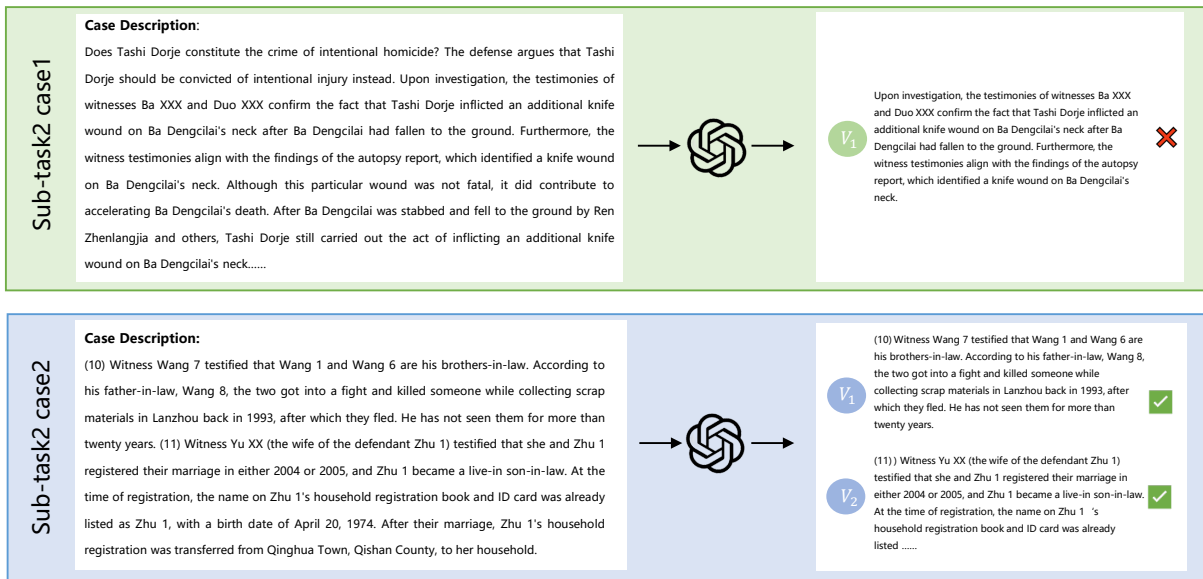 Sub-task2 case1
Case Description:
Does Tashi Dorje constitute the crime of intentional homicide? The defense argues that Tashi
Dorje should be convicted of intentional injury instead. Upon investigation, the testimonies of
witnesses Ba XXX and Duo XXX confirm the fact that Tashi Dorje inflicted an additional knife
wound on Ba Dengcilai's neck after Ba Dengcilai had fallen to the ground. Furthermore, the
witness testimonies align with the findings of the autopsy report, which identified a knife wound
on Ba Dengcilai's neck. Although this particular wound was not fatal, it did contribute to
accelerating Ba Dengcilai's death. After Ba Dengcilai was stabbed and fell to the ground by Ren
Zhenlangjia and others, Tashi Dorje still carried out the act of inflicting an additional knife
wound on Ba Dengcilai's neck......
V1
Upon investigation, the testimonies of witnesses Ba XXX
and Duo XXX confirm the fact that Tashi Dorje inflicted an
additional knife wound on Ba Dengcilai's neck after Ba
Dengcilai had fallen to the ground. Furthermore, the
witness testimonies align with the findings of the autopsy
report, which identified a knife wound on Ba Dengcilai's
neck.
Sub-task2 case2
Case Description:
(10) Witness Wang 7 testified that Wang 1 and Wang 6 are his brothers-in-law. According to
his father-in-law, Wang 8, the two got into a fight and killed someone while collecting scrap
materials in Lanzhou back in 1993, after which they fled. He has not seen them for more than
twenty years. (11) Witness Yu XX (the wife of the defendant Zhu 1) testified that she and Zhu 1
registered their marriage in either 2004 or 2005, and Zhu 1 became a live-in son-in-law. At the
time of registration, the name on Zhu 1's household registration book and ID card was already
listed as Zhu 1, with a birth date of April 20, 1974. After their marriage, Zhu 1's household
registration was transferred from Qinghua Town, Qishan County, to her household.
V1
(10) Witness Wang 7 testified that Wang 1 and Wang 6 are
his brothers-in-law. According to his father-in-law, Wang 8,
the two got into a fight and killed someone while
collecting scrap materials in Lanzhou back in 1993, after
which they fled. He has not seen them for more than
twenty years.
V2
(11) ) Witness Yu XX (the wife of the defendant Zhu 1)
testified that she and Zhu 1 registered their marriage in
either 2004 or 2005, and Zhu 1 became a live-in son-in-law.
At the time of registration, the name on Zhu 1 's
household registration book and ID card was already
listed ......